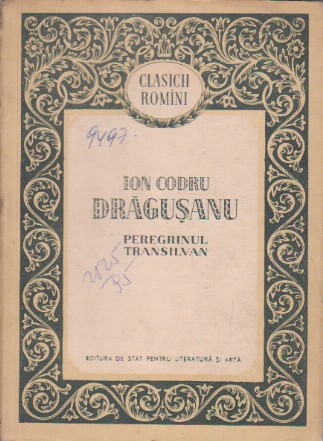 CLASICII
ROMÎNI
9497.
ION CODRU
DRĂGUȘANU
PEREGRINUL
TRANSILVAN
EDITURA DE STAT PENTRU LITERATURĂ ȘI ARTĂ